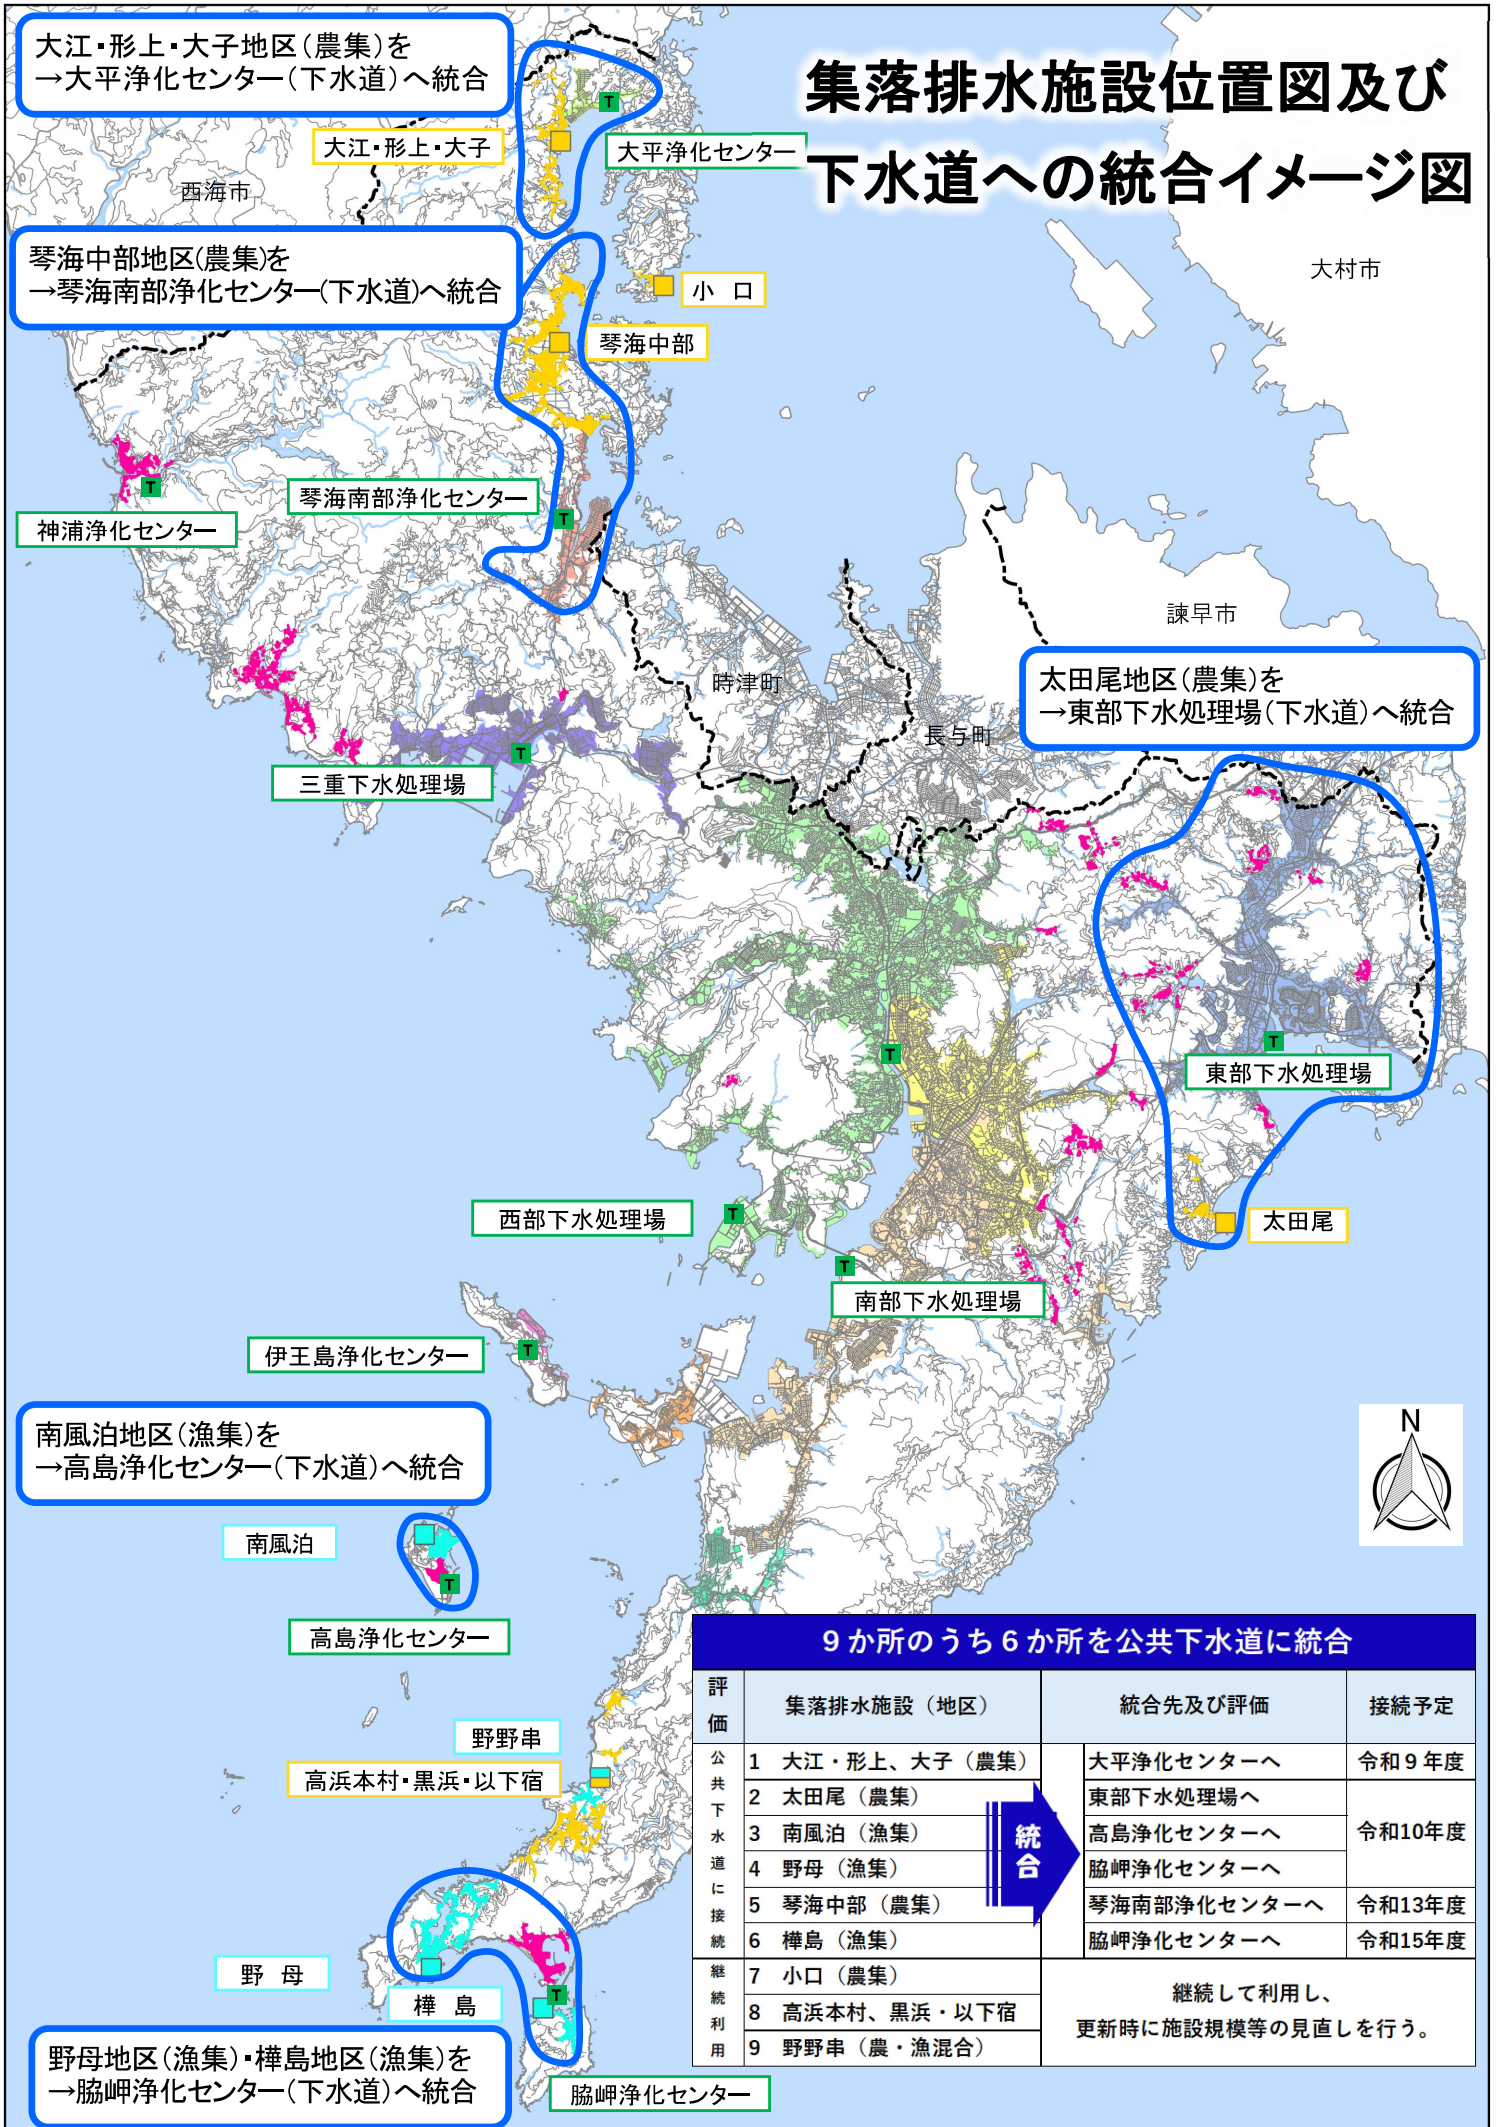 集落排水施設位置図及び
下水道への統合イメージ図
大江・形上・大子地区(農集)を
→大平浄化センター(下水道)へ統合
大江・形上・大子
T
大平浄化センター
西海市
大村市
琴海中部地区(農集)を
→琴海南部浄化センター(下水道)へ統合
小 口
琴海中部
T
神浦浄化センター
琴海南部浄化センター
T
諫早市
時津町
長与町
太田尾地区(農集)を
→東部下水処理場(下水道)へ統合
T
三重下水処理場
T
T
東部下水処理場
西部下水処理場
T
太田尾
T
南部下水処理場
伊王島浄化センター
T
南風泊地区(漁集)を
→高島浄化センター(下水道)へ統合
N
南風泊
T
高島浄化センター
野野串
高浜本村・黒浜・以下宿
野 母
樺 島
T
野母地区(漁集)・樺島地区(漁集)を
→脇岬浄化センター(下水道)へ統合
脇岬浄化センター
9か所のうち6か所を公共下水道に統合
評価 集落排水施設（地区） 統合先及び評価 接続予定
公共下水道に接続
統合
1 大江・形上、大子（農集） 大平浄化センターへ 令和9年度
2 太田尾（農集） 東部下水処理場へ
3 南風泊（漁集） 高島浄化センターへ 令和10年度
4 野母（漁集） 脇岬浄化センターへ
5 琴海中部（農集） 琴海南部浄化センターへ 令和13年度
6 樺島（漁集） 脇岬浄化センターへ 令和15年度
継続利用
7 小口（農集）
8 高浜本村、黒浜・以下宿
9 野野串（農・漁混合）
継続して利用し、
更新時に施設規模等の見直しを行う。